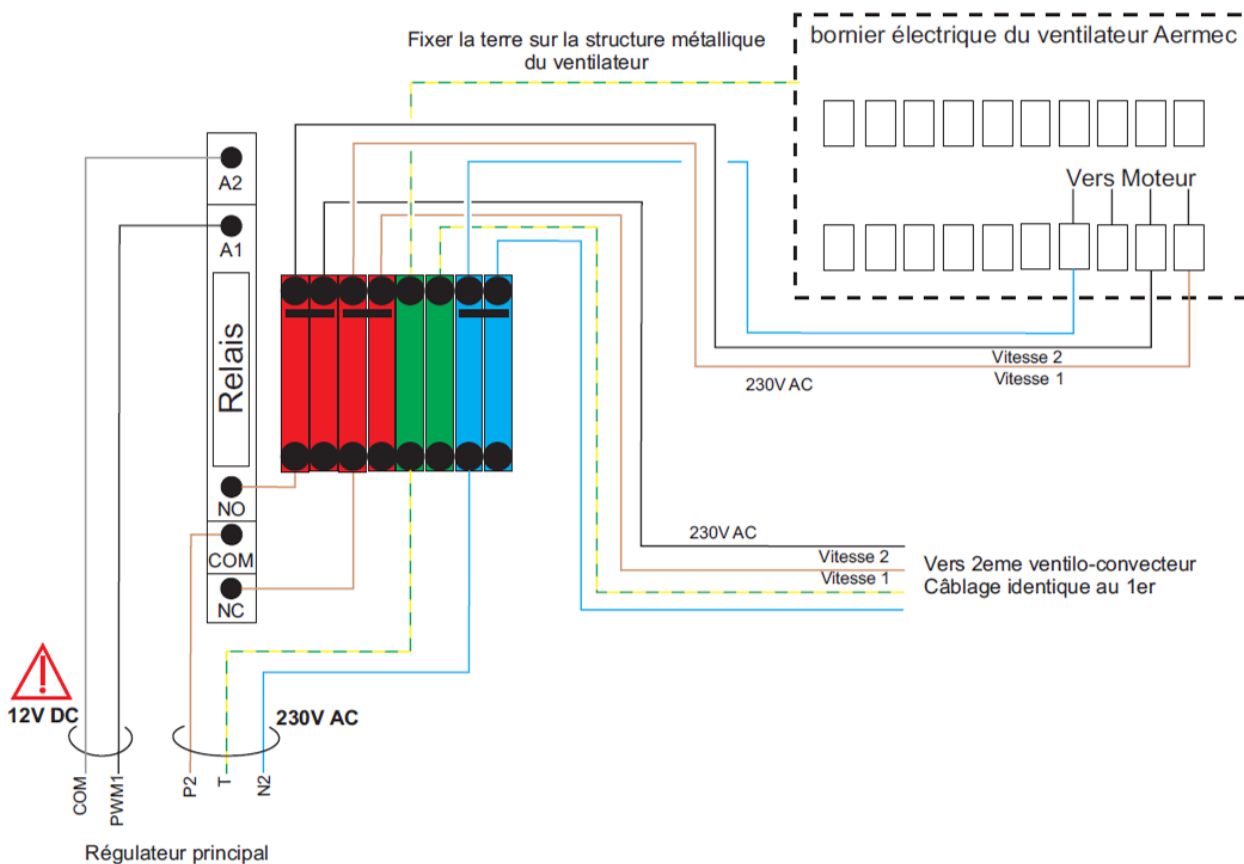 Fixer la terre sur la structure métallique
du ventilateur
bornier électrique du ventilateur Aermec
Vers Moteur
A2
A1
Relais
NO
COM
NC
Vitesse 2
230V AC
Vitesse 1
230V AC
Vitesse 2
Vitesse 1
Vers 2eme ventilo-convecteur
Câblage identique au 1er
12V DC
230V AC
COM
PWM1
P2
T
N2
Régulateur principal